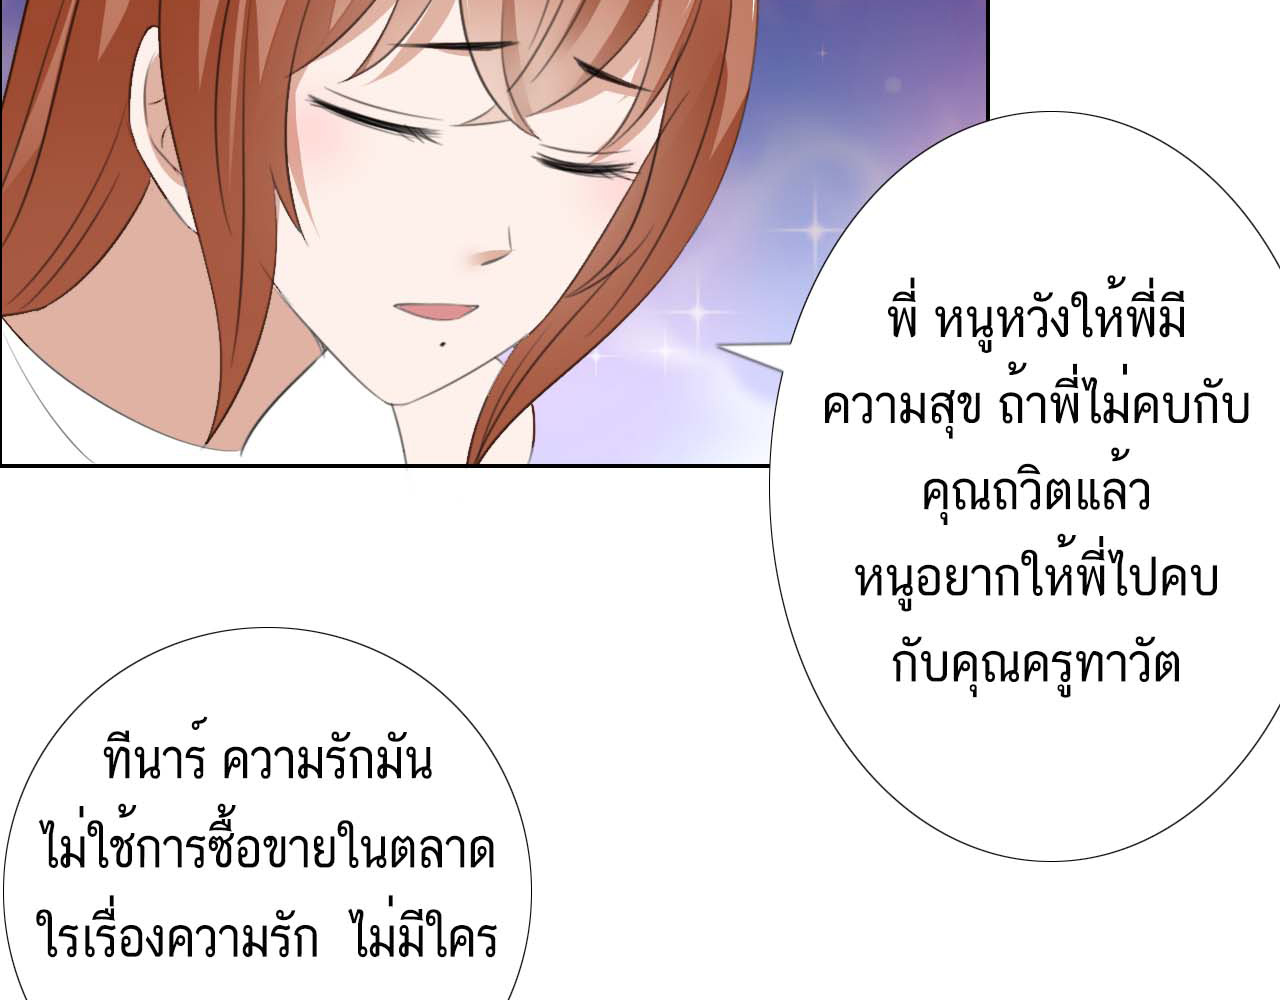 พี่ หนูหวังให้พี่มี
ความสุข ถ้าพี่ไม่คบกับ
คุณถวิตแล้ว
หนูอยากให้พี่ไปคบ
กับคุณครูทาวัต
ทีนาร์ ความรักมัน
ไม่ใช้การซื้อขายในตลาด
ใรเรื่องความรัก ไม่มีใคร